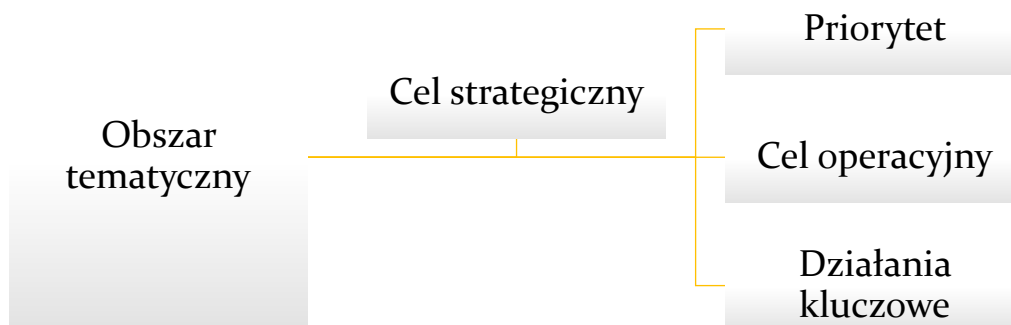 Obszar
tematyczny
Cel strategiczny
Priorytet
Cel operacyjny
Działania
kluczowe